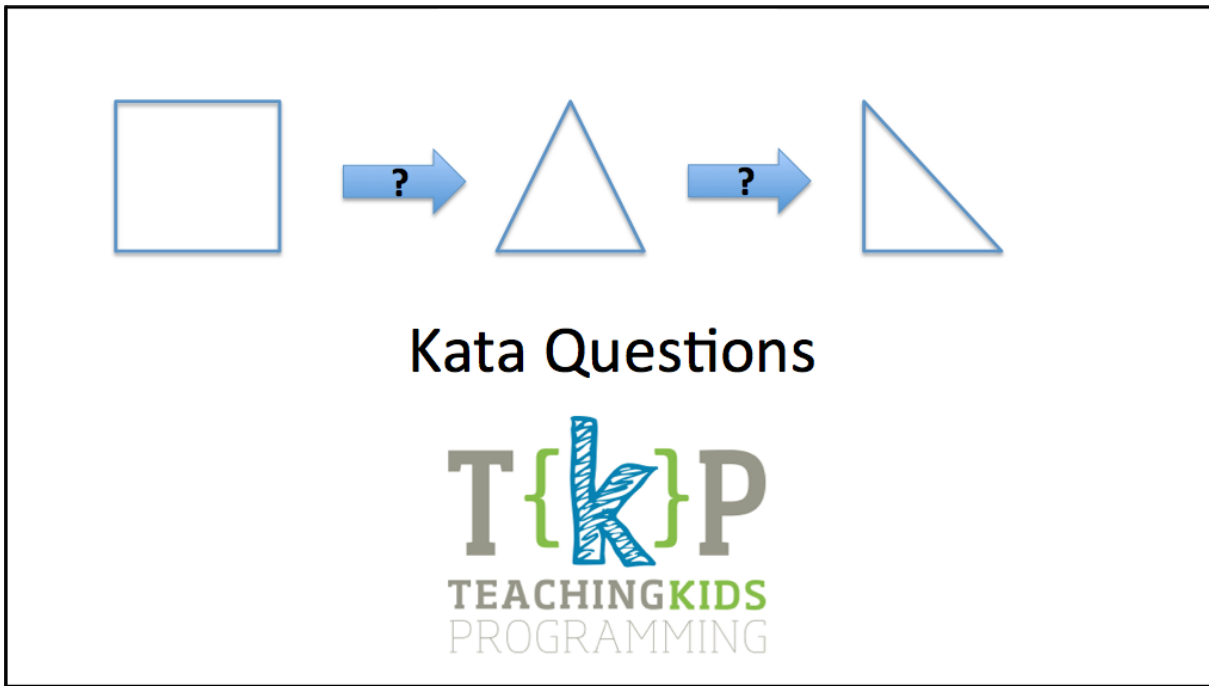 ? ?
Kata Questions
T{k}P
TEACHINGKIDS
PROGRAMMING